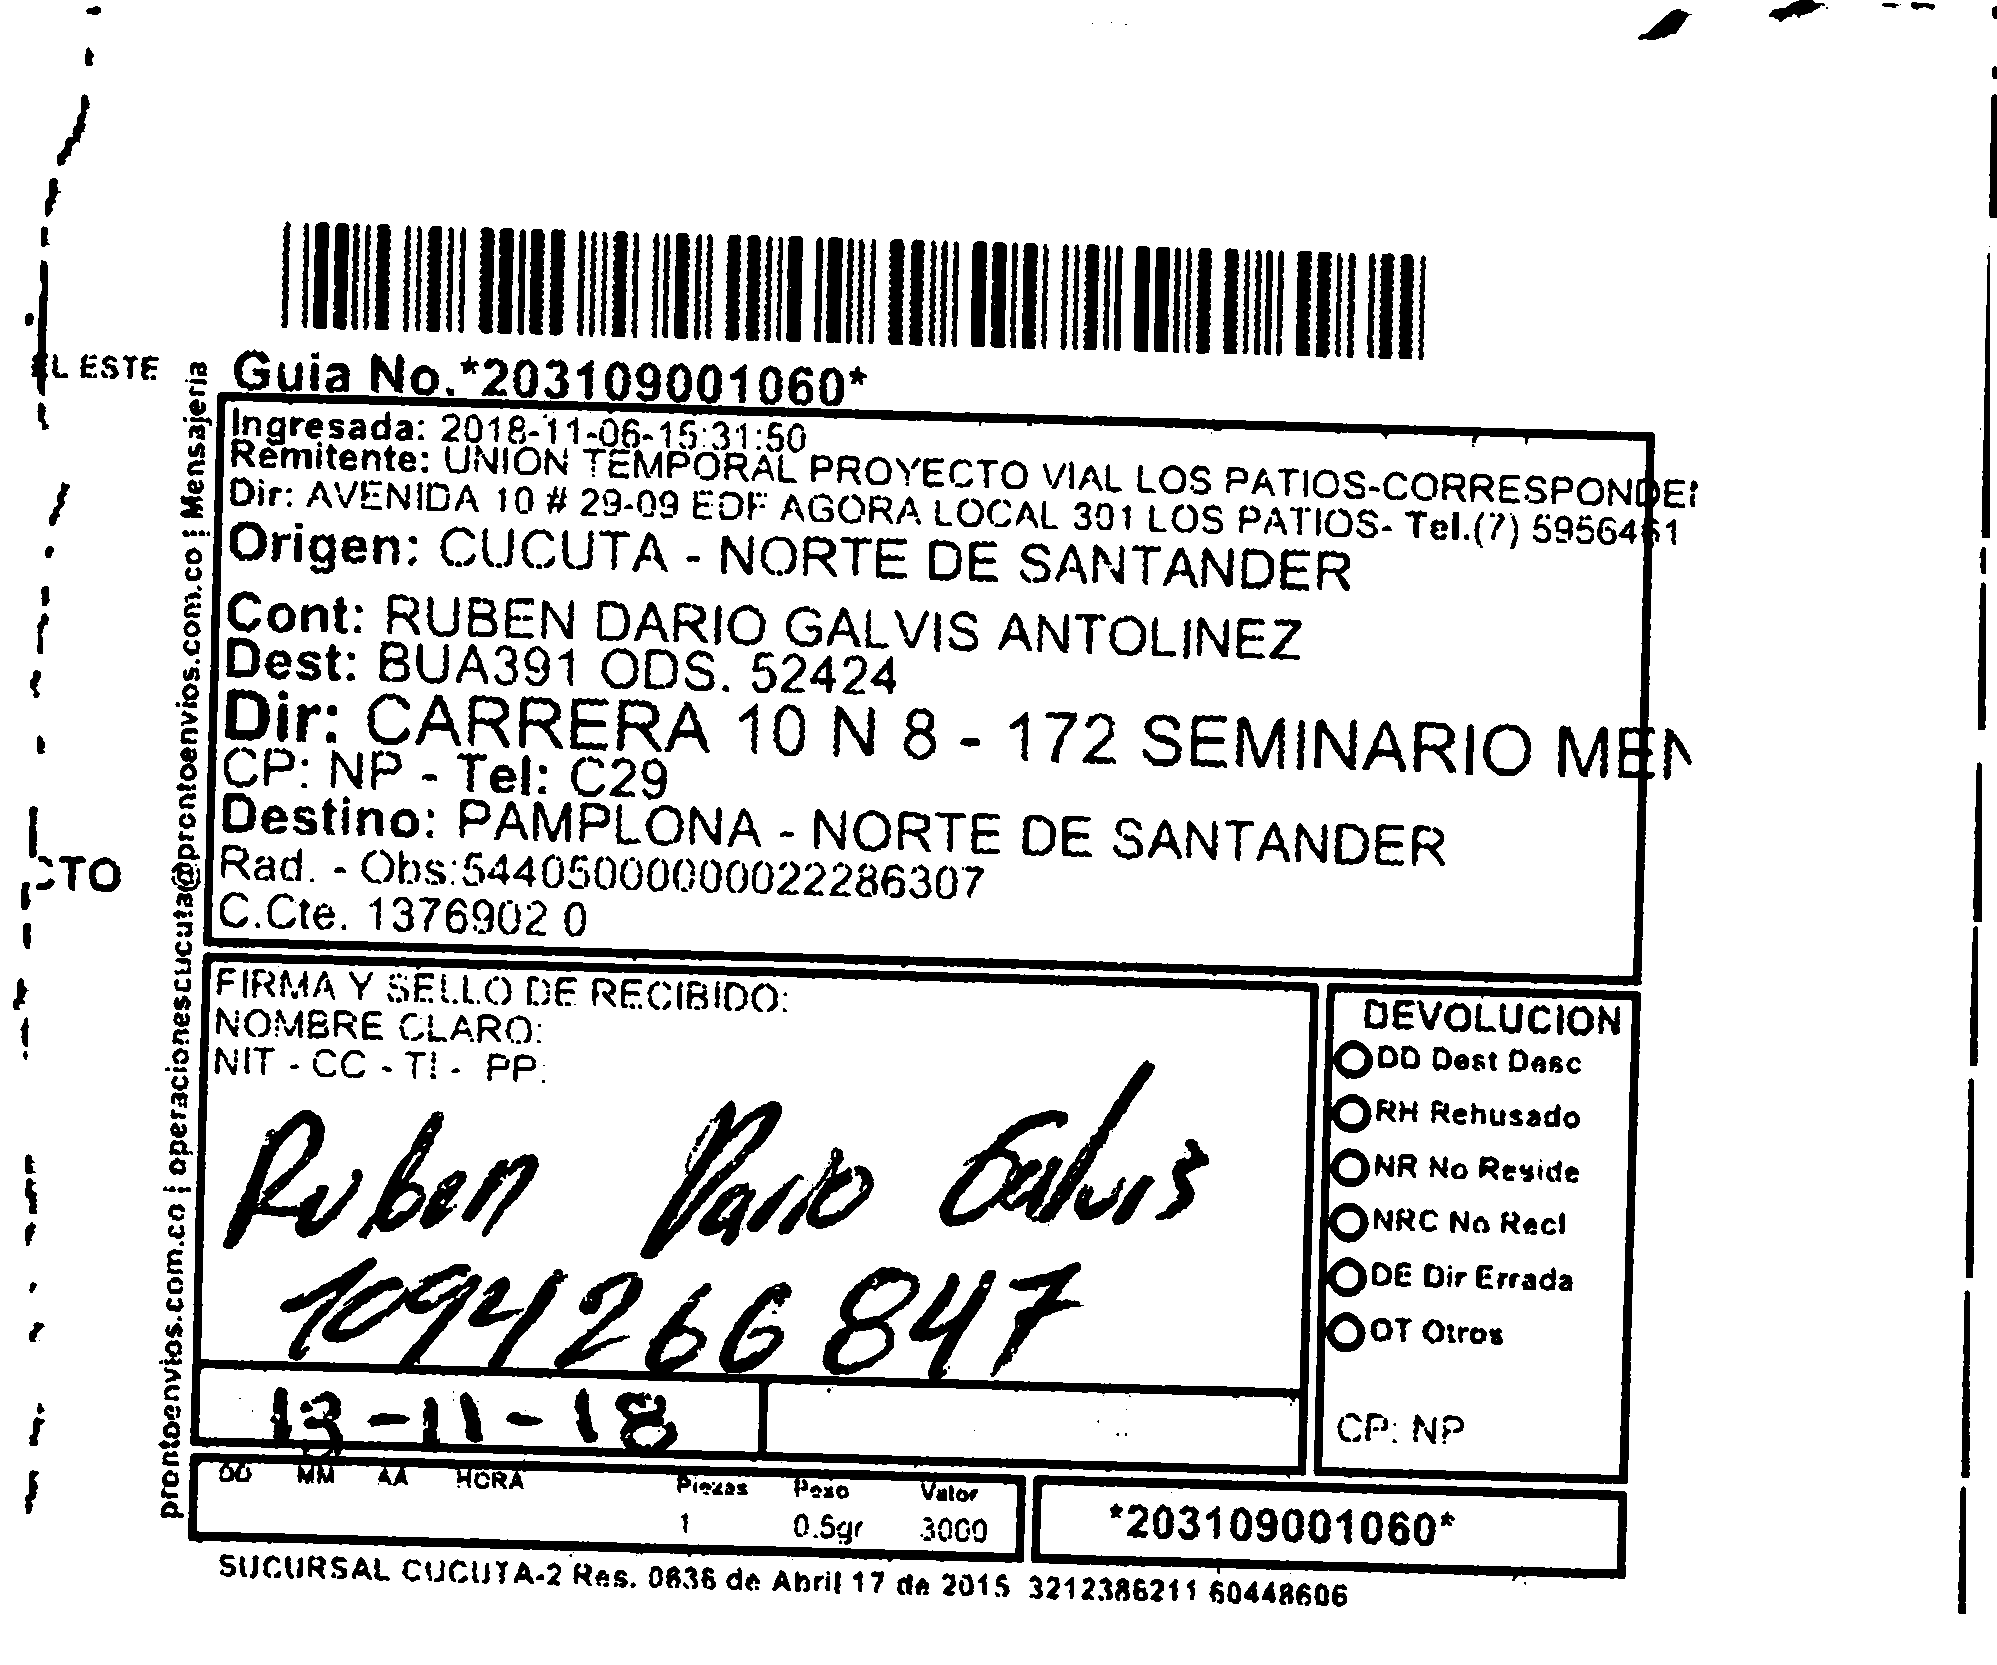 EL ESTE
CTO
prontoenvios.com.co | operacionescucuta@prontoenvios.com.co | Mensajeria
Guia No.*203109001060*
Ingresada: 2018-11-06-15:31:50
Remitente: UNION TEMPORAL PROYECTO VIAL LOS PATIOS-CORRESPONDE
Dir: AVENIDA 10 # 29-09 EDF AGORA LOCAL 301 LOS PATIOS- Tel.(7) 5956461
Origen: CUCUTA - NORTE DE SANTANDER
Cont: RUBEN DARIO GALVIS ANTOLINEZ
Dest: BUA391 ODS. 52424
Dir: CARRERA 10 N 8 - 172 SEMINARIO MEN
CP: NP - Tel: C29
Destino: PAMPLONA - NORTE DE SANTANDER
Rad. - Obs:544050000000022286307
C.Cte. 1376902 0
FIRMA Y SELLO DE RECIBIDO:
NOMBRE CLARO:
NIT - CC - TI - PP:
Ruben Dario Galvis
1094266847
13-11-18
DD MM AA HORA Piezas Peso Valor
1 0.5gr 3000
DEVOLUCION
DD Dest Desc
RH Rehusado
NR No Reside
NRC No Recl
DE Dir Errada
OT Otros
CP: NP
*203109001060*
SUCURSAL CUCUTA-2 Res. 0636 de Abril 17 de 2015 3212386211 60448606